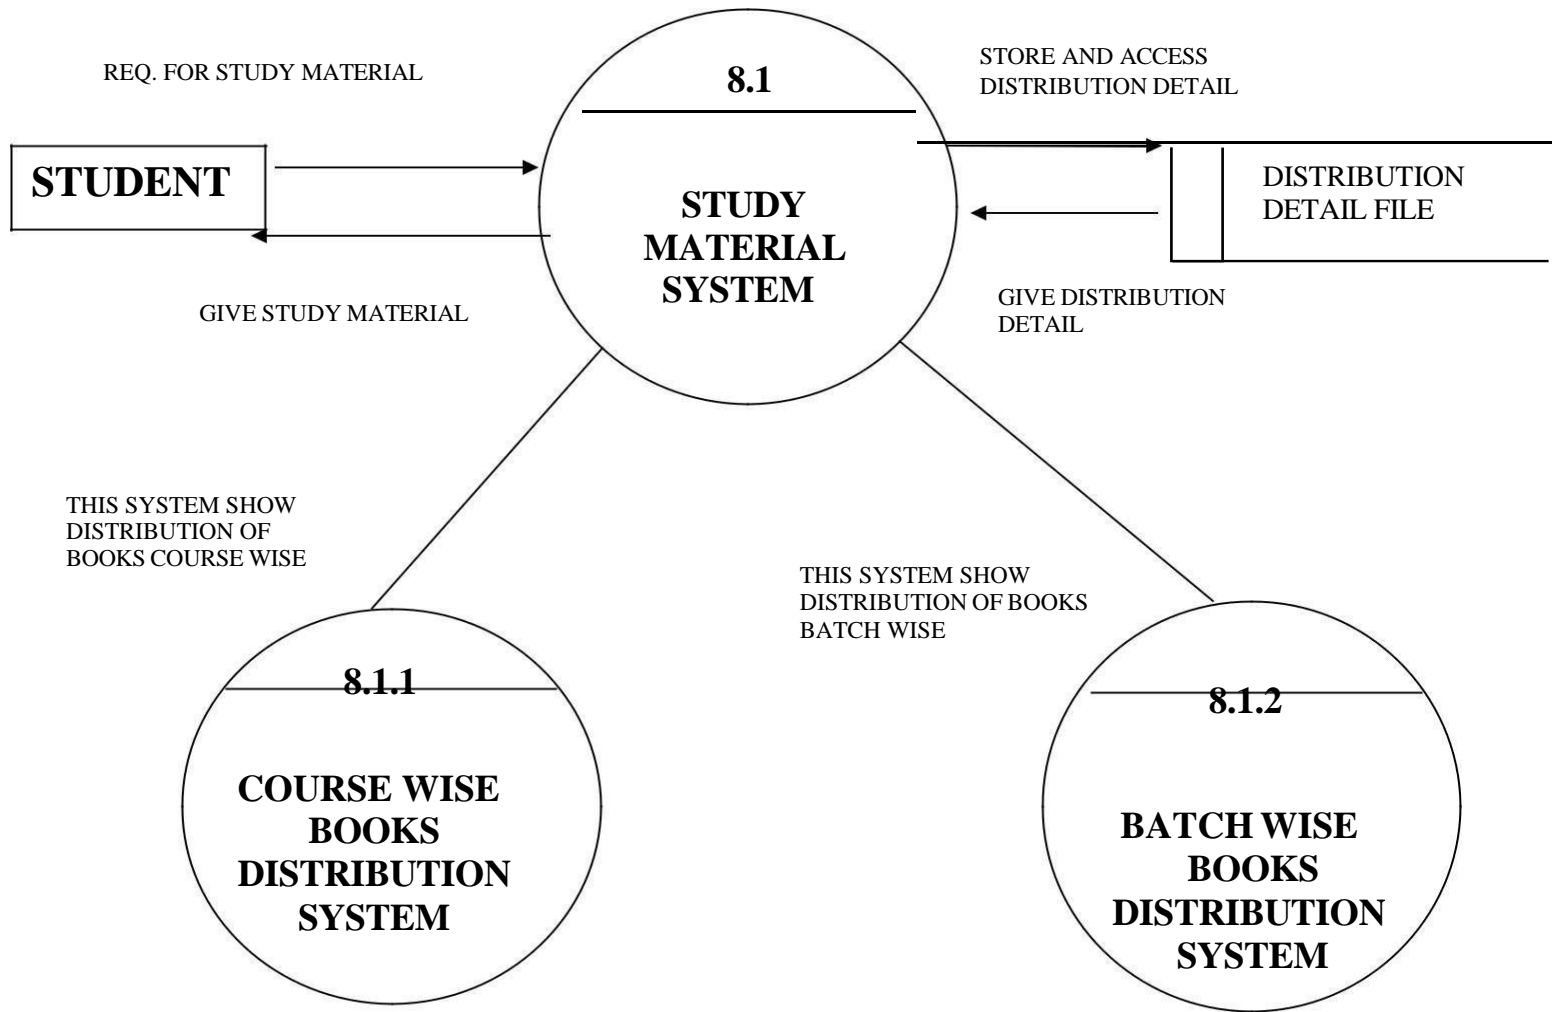 REQ. FOR STUDY MATERIAL
8.1
STORE AND ACCESS
DISTRIBUTION DETAIL
STUDENT
STUDY
MATERIAL
SYSTEM
DISTRIBUTION
DETAIL FILE
GIVE STUDY MATERIAL
GIVE DISTRIBUTION
DETAIL
THIS SYSTEM SHOW
DISTRIBUTION OF
BOOKS COURSE WISE
THIS SYSTEM SHOW
DISTRIBUTION OF BOOKS
BATCH WISE
8.1.1
COURSE WISE
BOOKS
DISTRIBUTION
SYSTEM
8.1.2
BATCH WISE
BOOKS
DISTRIBUTION
SYSTEM